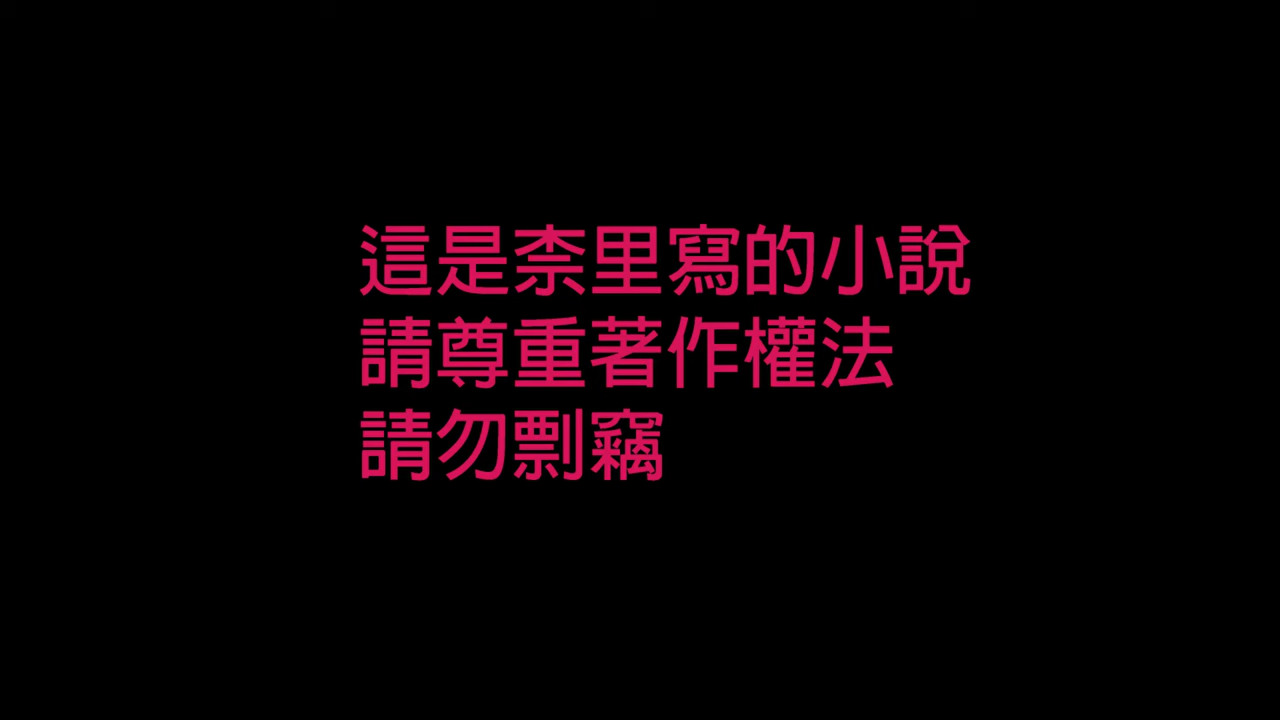 這是柰里寫的小說
請尊重著作權法
請勿剽竊